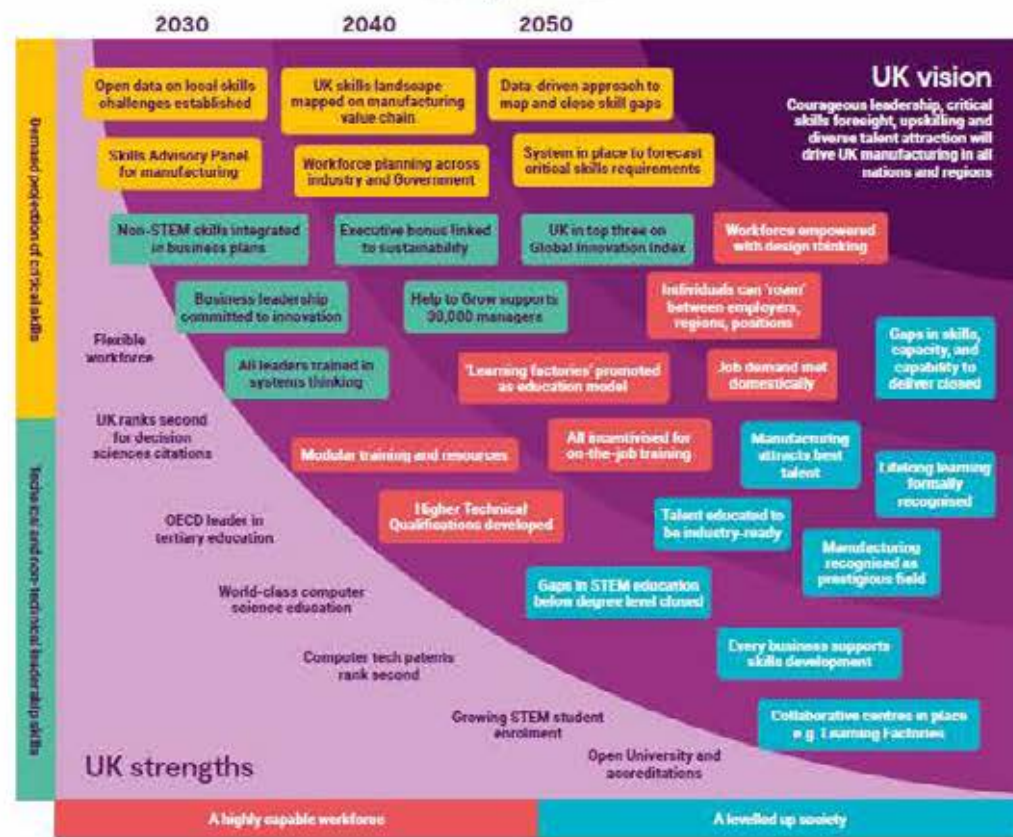 2030
2040
2050
UK vision
Courageous leadership, critical
skills foresight, upskilling and
diverse talent attraction will
drive UK manufacturing in all
nations and regions
Demand projection of critical skills
Technical and non-technical leadership skills
Open data on local skills
challenges established
UK skills landscape
mapped on manufacturing
value chain
Data-driven approach to
map and close skill gaps
Skills Advisory Panel
for manufacturing
Workforce planning across
industry and Government
System in place to forecast
critical skills requirements
Non-STEM skills integrated
in business plans
Executive bonus linked
to sustainability
UK in top three on
Global Innovation Index
Workforce empowered
with design thinking
Business leadership
committed to innovation
Help to Grow supports
30,000 managers
Individuals can 'roam'
between employers,
regions, positions
Flexible
workforce
All leaders trained in
systems thinking
'Learning factories' promoted
as education model
Job demand met
domestically
Gaps in skills,
capacity, and
capability to
deliver closed
UK ranks second
for decision
sciences citations
Modular training and resources
All incentivised for
on-the-job training
Manufacturing
attracts best
talent
Lifelong learning
formally
recognised
OECD leader in
tertiary education
Higher Technical
Qualifications developed
Talent educated to
be industry-ready
Manufacturing
recognised as
prestigious field
World-class computer
science education
Gaps in STEM education
below degree level closed
Computer tech patents
rank second
Every business supports
skills development
Growing STEM student
enrolment
Collaborative centres in place
e.g. Learning Factories
Open University and
accreditations
UK strengths
A highly capable workforce
A levelled up society